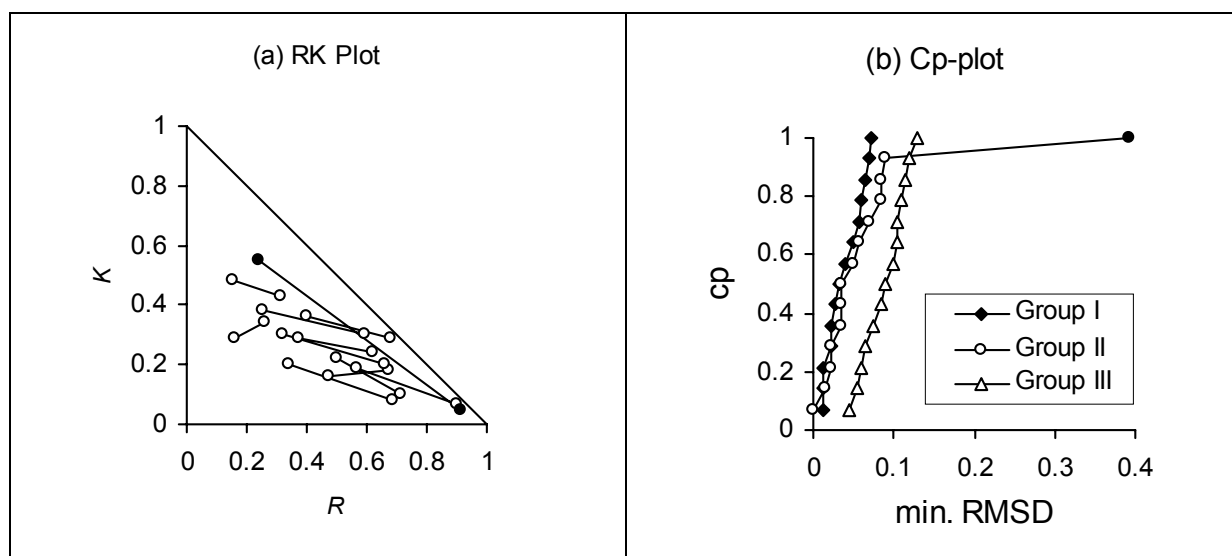 (a) RK Plot
1
0.8
0.6
0.4
0.2
0
K
0 0.2 0.4 0.6 0.8 1
R
(b) Cp-plot
1
0.8
0.6
0.4
0.2
0
cp
Group I
Group II
Group III
0 0.1 0.2 0.3 0.4
min. RMSD